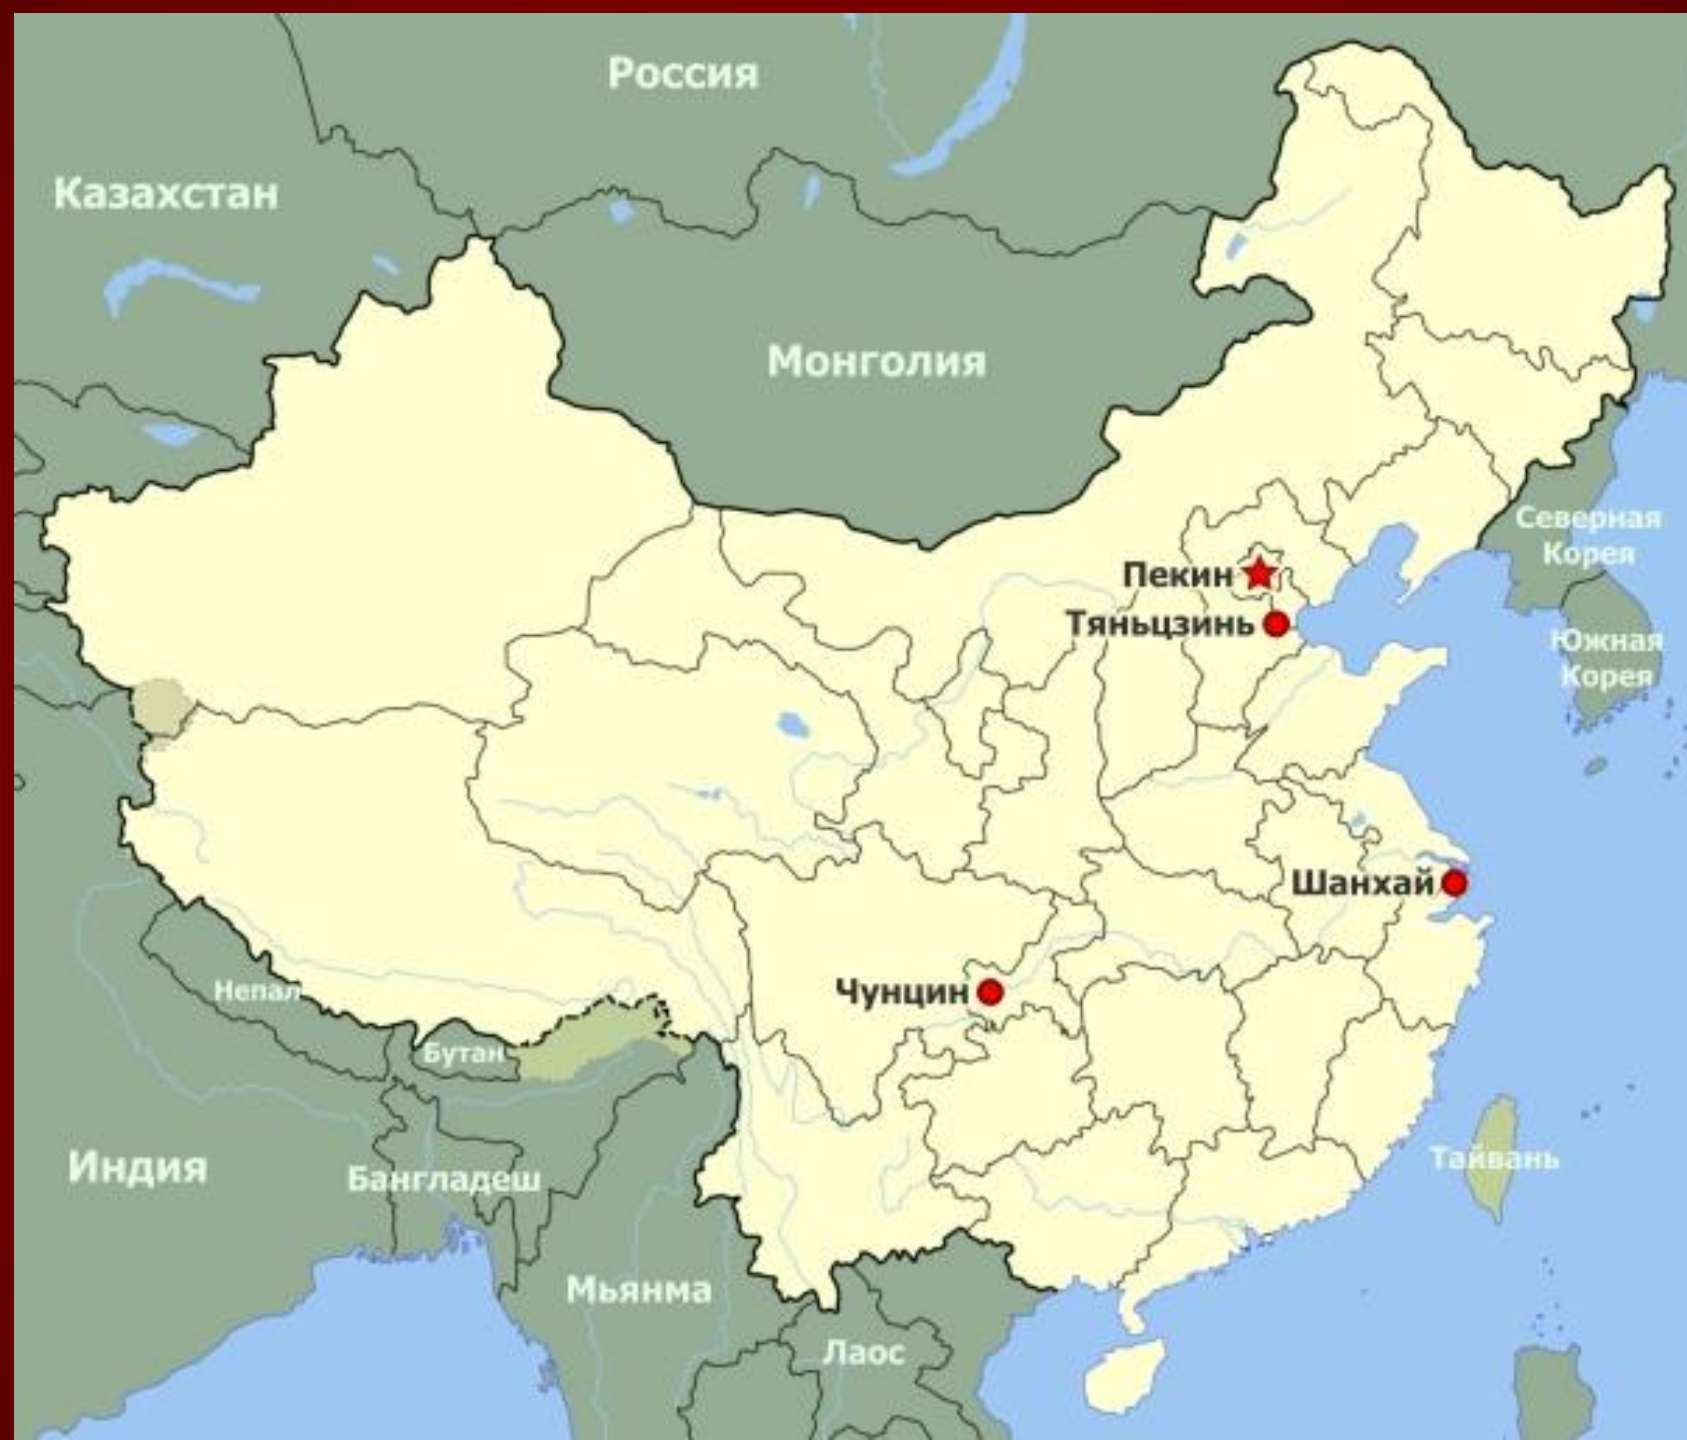 Россия
Казахстан
Монголия
Северная
Корея
Пекин
Тяньцзинь
Южная
Корея
Шанхай
Чунцин
Непал
Бутан
Индия
Бангладеш
Тайвань
Мьянма
Лаос